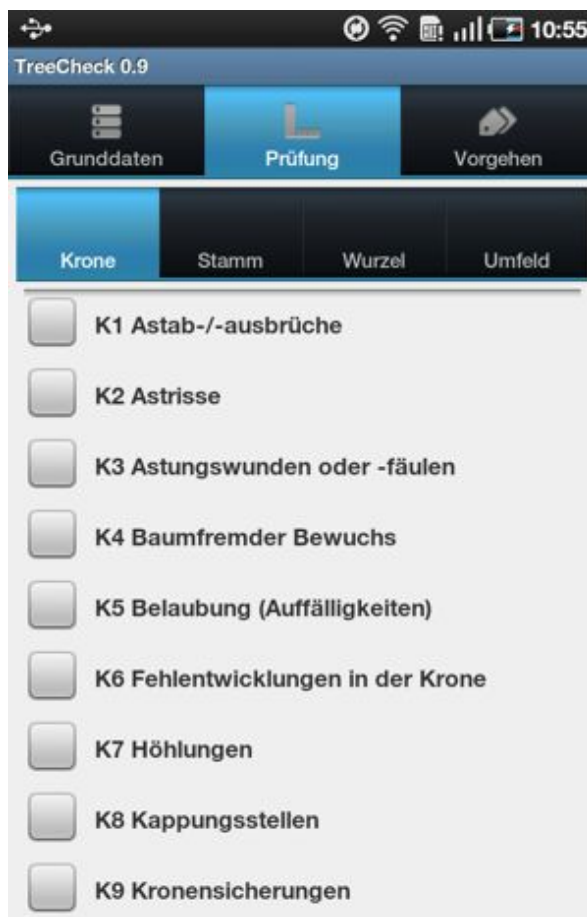 10:55
TreeCheck 0.9
Grunddaten Prüfung Vorgehen
Krone Stamm Wurzel Umfeld
K1 Astab-/-ausbrüche
K2 Astrisse
K3 Astungswunden oder -fäulen
K4 Baumfremder Bewuchs
K5 Belaubung (Auffälligkeiten)
K6 Fehlentwicklungen in der Krone
K7 Höhlungen
K8 Kappungsstellen
K9 Kronensicherungen